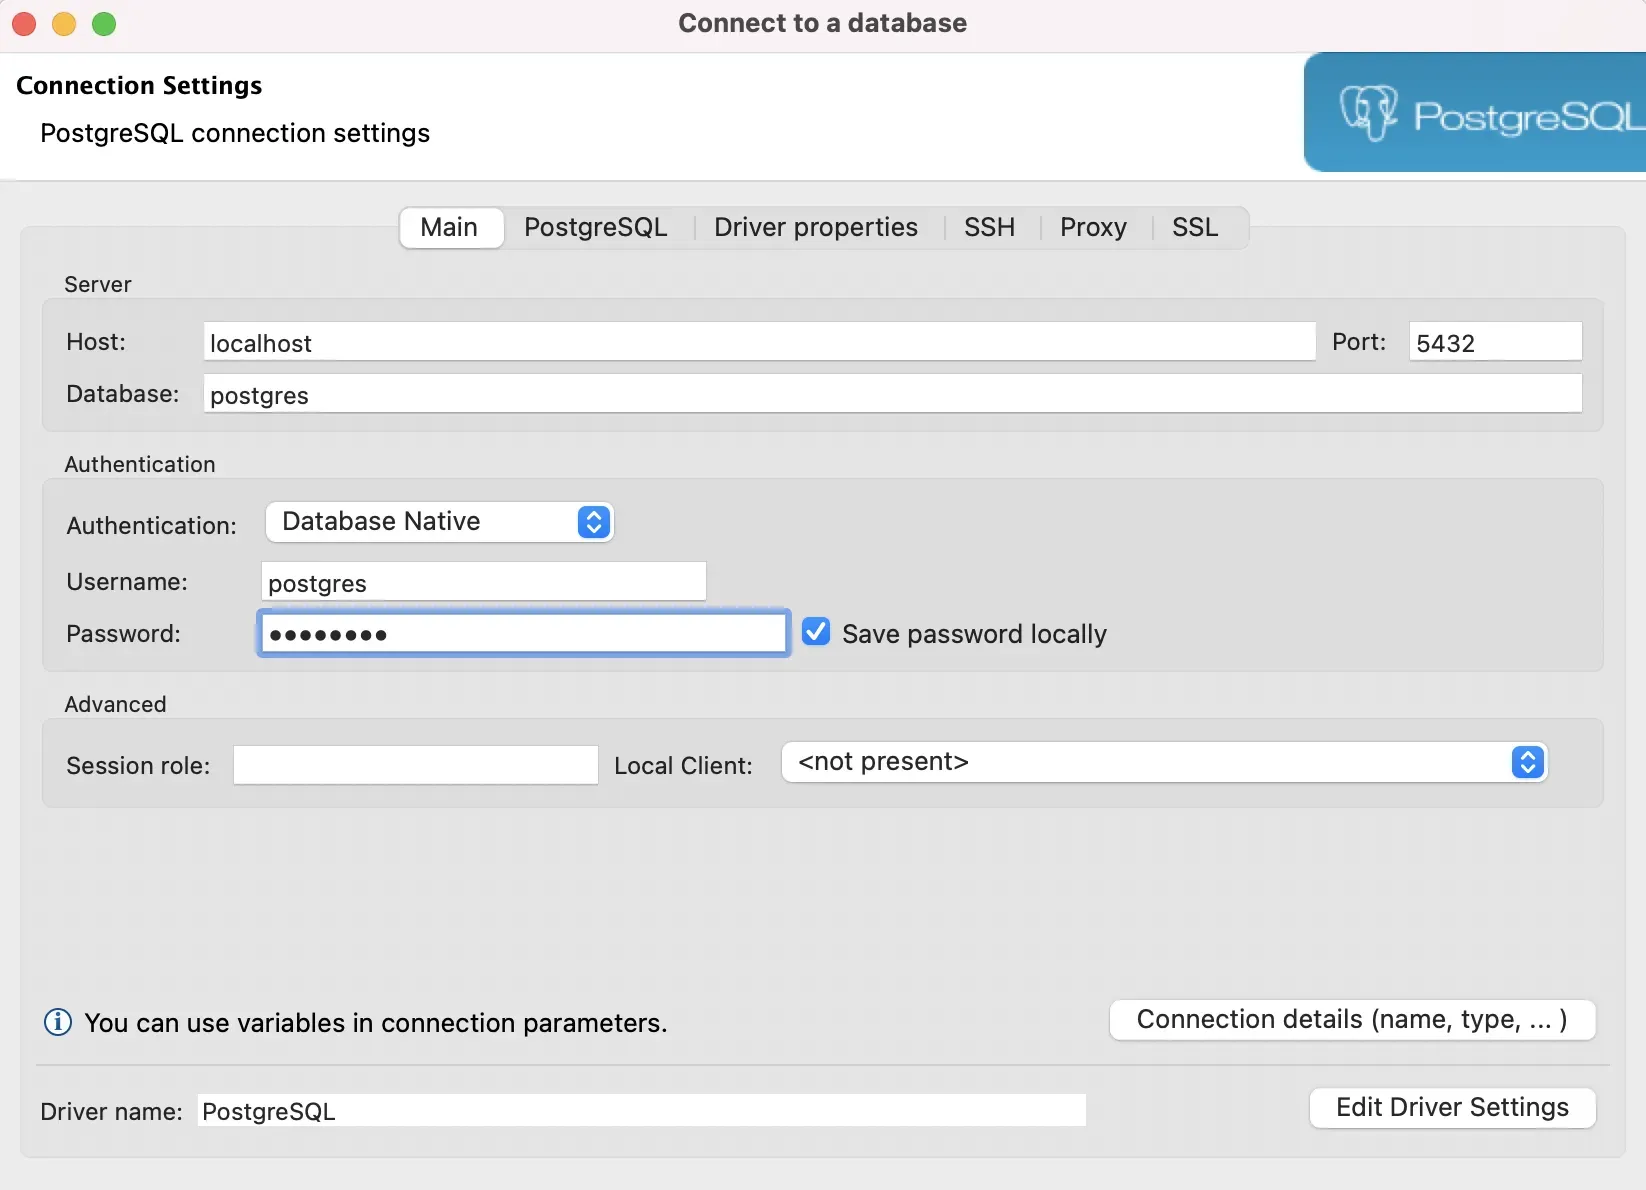 Connect to a database
Connection Settings
PostgreSQL connection settings
PostgreSQL
Main PostgreSQL Driver properties SSH Proxy SSL
Server
Host: localhost Port: 5432
Database: postgres
Authentication
Authentication: Database Native
Username: postgres
Password: ●●●●●●●● Save password locally
Advanced
Session role: Local Client: <not present>
You can use variables in connection parameters. Connection details (name, type, ... )
Driver name: PostgreSQL Edit Driver Settings